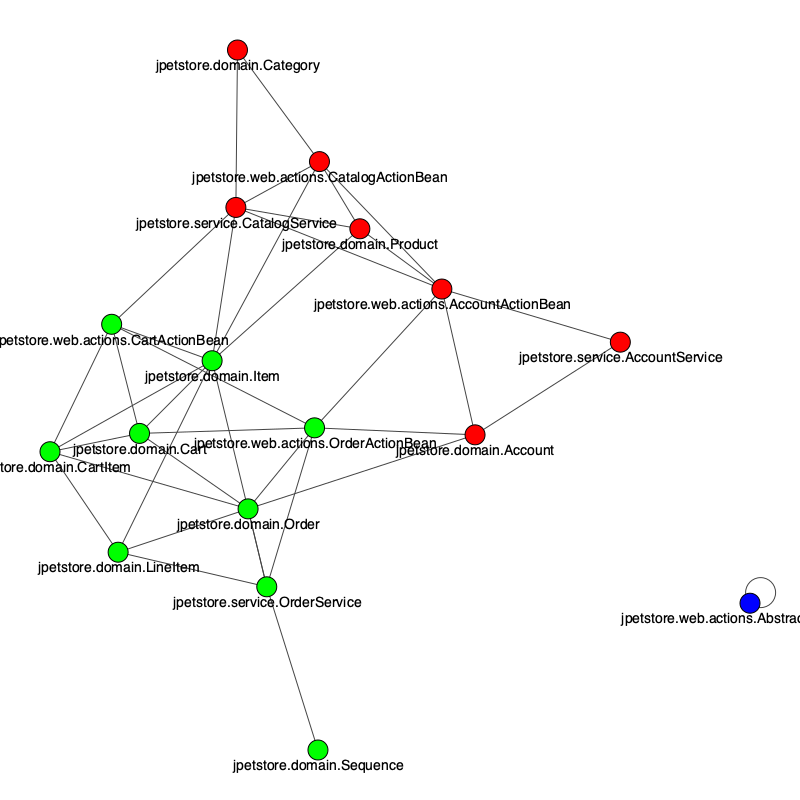 jpetstore.domain.Category
jpetstore.web.actions.CatalogActionBean
jpetstore.service.CatalogService
jpetstore.domain.Product
jpetstore.web.actions.AccountActionBean
petstore.web.actions.CartActionBean
jpetstore.service.AccountService
jpetstore.domain.Item
jpetstore.web.actions.OrderActionBean
jpetstore.domain.Cart
jpetstore.domain.Account
tore.domain.CartItem
jpetstore.domain.Order
jpetstore.domain.LineItem
jpetstore.service.OrderService
jpetstore.web.actions.Abstrac
jpetstore.domain.Sequence